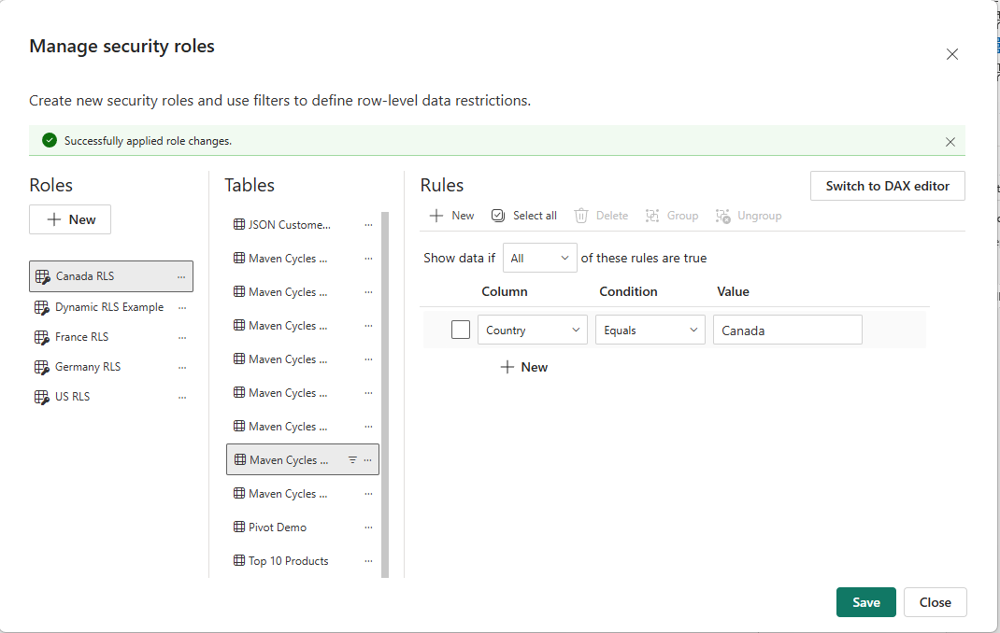 Manage security roles
Create new security roles and use filters to define row-level data restrictions.
Successfully applied role changes.
Roles
New
Canada RLS
Dynamic RLS Example
France RLS
Germany RLS
US RLS
Tables
JSON Custome...
Maven Cycles ...
Maven Cycles ...
Maven Cycles ...
Maven Cycles ...
Maven Cycles ...
Maven Cycles ...
Maven Cycles ...
Maven Cycles ...
Pivot Demo
Top 10 Products
Rules
Switch to DAX editor
New Select all Delete Group Ungroup
Show data if All of these rules are true
Column Condition Value
Country Equals Canada
New
Save Close